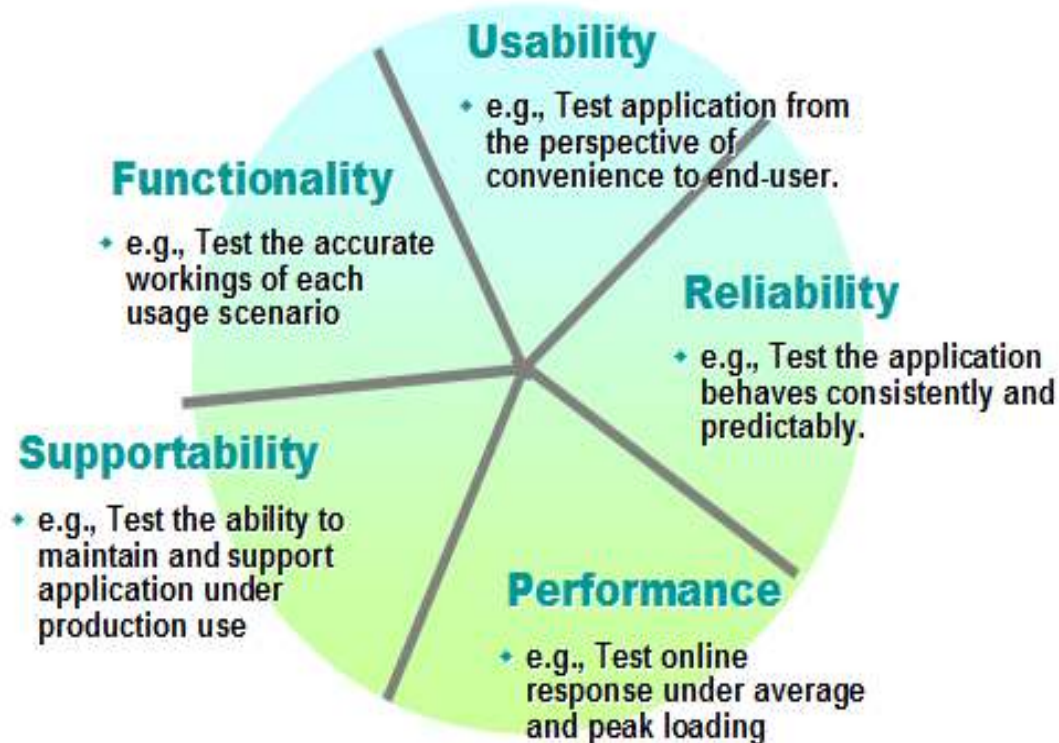 Usability
e.g., Test application from
the perspective of
convenience to end-user.
Functionality
e.g., Test the accurate
workings of each
usage scenario
Reliability
e.g., Test the application
behaves consistently and
predictably.
Supportability
e.g., Test the ability to
maintain and support
application under
production use
Performance
e.g., Test online
response under average
and peak loading